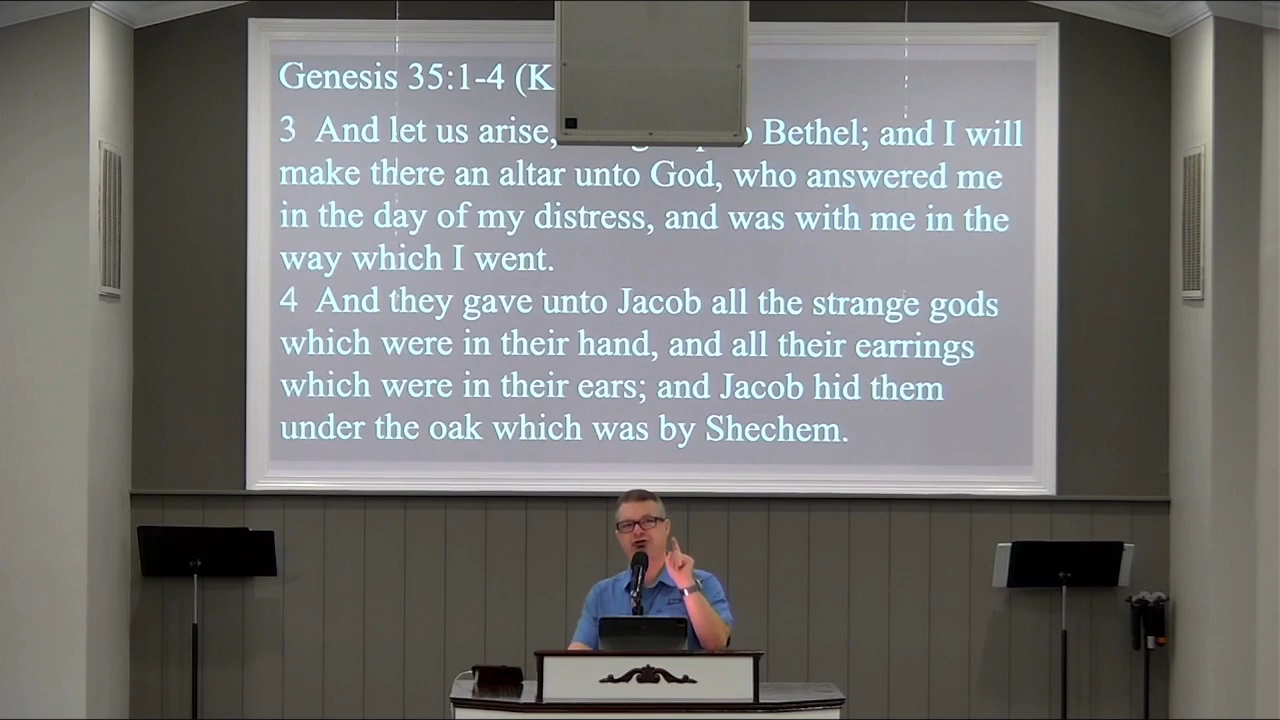 Genesis 35:1-4 (K
3 And let us arise, Bethel; and I will
make there an altar unto God, who answered me
in the day of my distress, and was with me in the
way which I went.
4 And they gave unto Jacob all the strange gods
which were in their hand, and all their earrings
which were in their ears; and Jacob hid them
under the oak which was by Shechem.